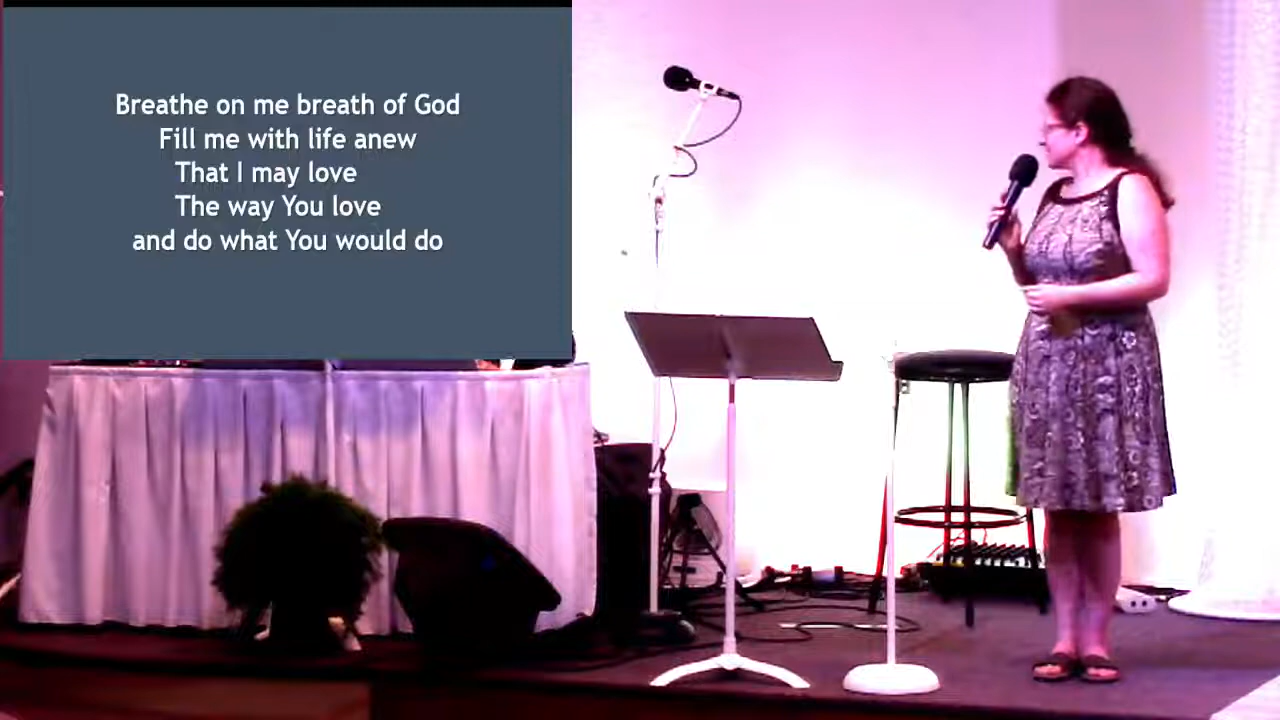 Breathe on me breath of God
Fill me with life anew
That I may love
The way You love
and do what You would do